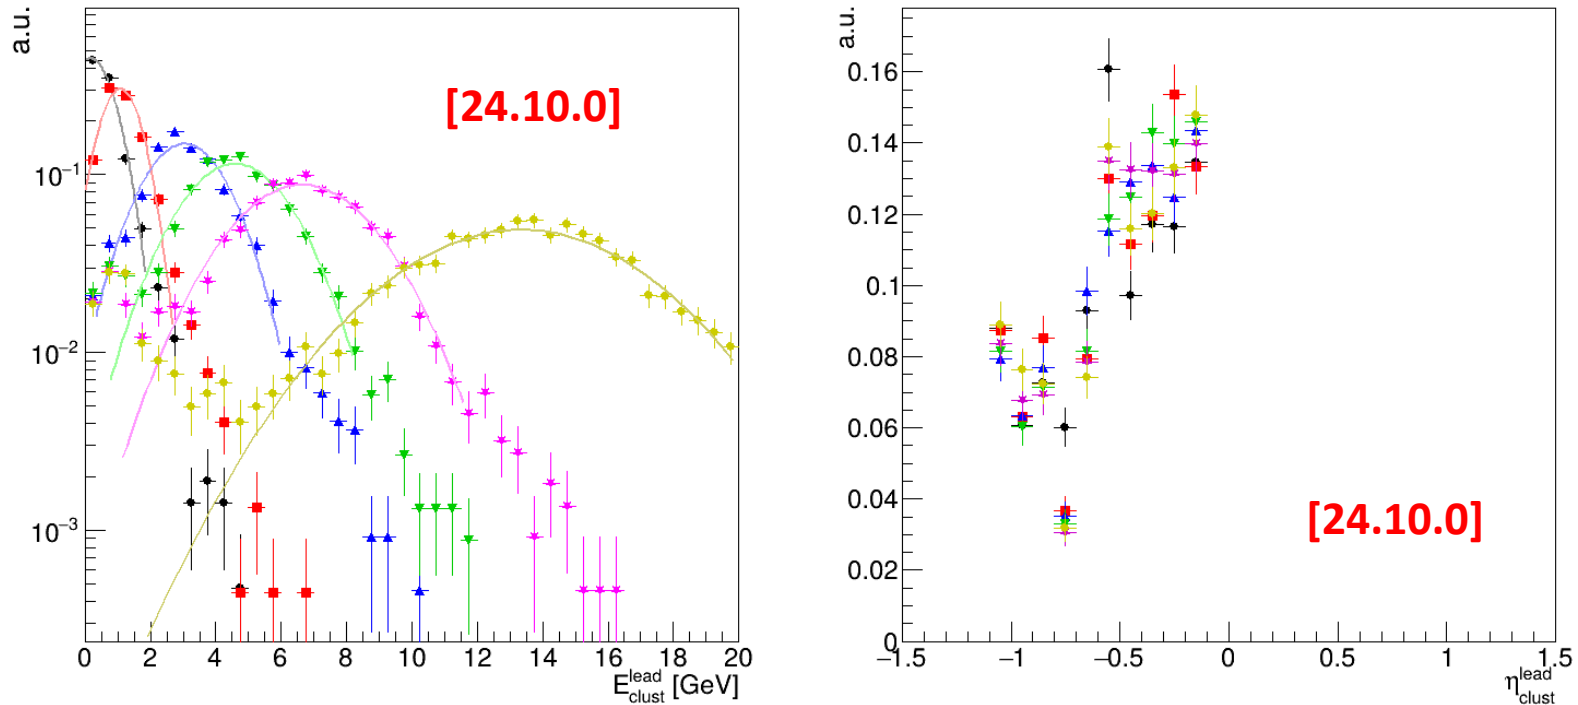 a.u.
[24.10.0]
10⁻¹
10⁻²
10⁻³
0 2 4 6 8 10 12 14 16 18 20
E^lead_clust [GeV]
a.u.
0.16
0.14
0.12
0.1
0.08
0.06
0.04
0.02
0
[24.10.0]
−1.5 −1 −0.5 0 0.5 1 1.5
η^lead_clust